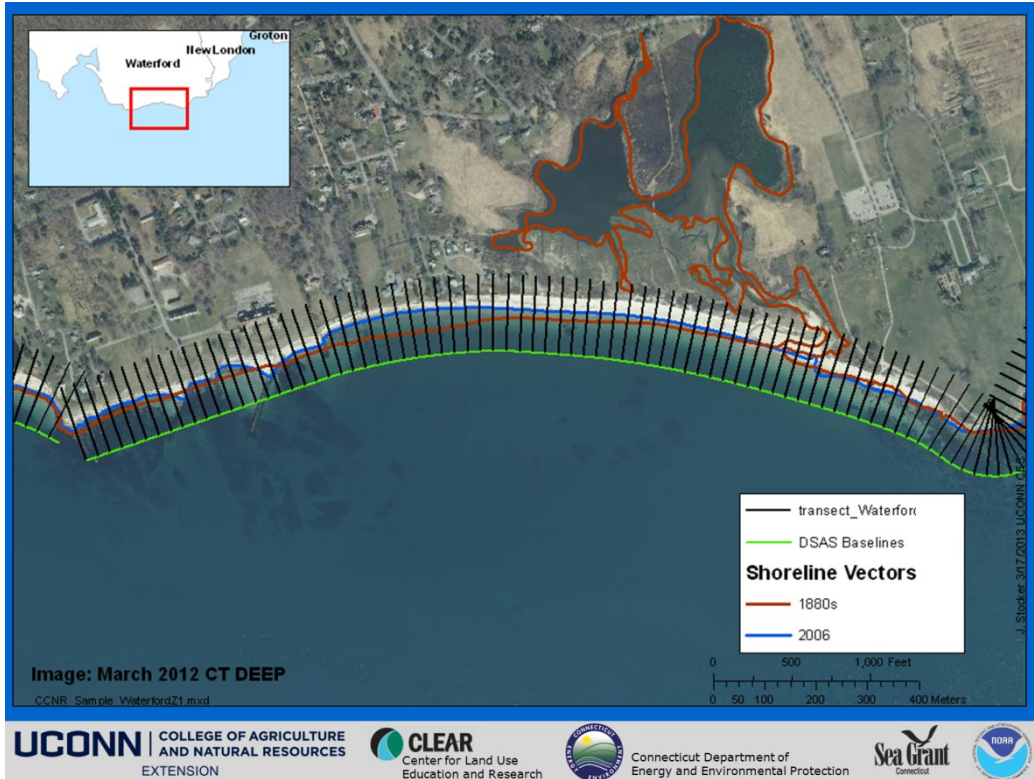 Groton
New London
Waterford
transect_Waterford
DSAS Baselines
Shoreline Vectors
1880s
2006
J. Stocker 3/17/2013 UCONN
0 500 1,000 Feet
0 50 100 200 300 400 Meters
Image: March 2012 CT DEEP
CCNR_Sample_WaterfordZ1.mxd
UCONN
COLLEGE OF AGRICULTURE
AND NATURAL RESOURCES
EXTENSION
CLEAR
Center for Land Use
Education and Research
CONNECTICUT
Connecticut Department of
Energy and Environmental Protection
Sea Grant
Connecticut
NOAA